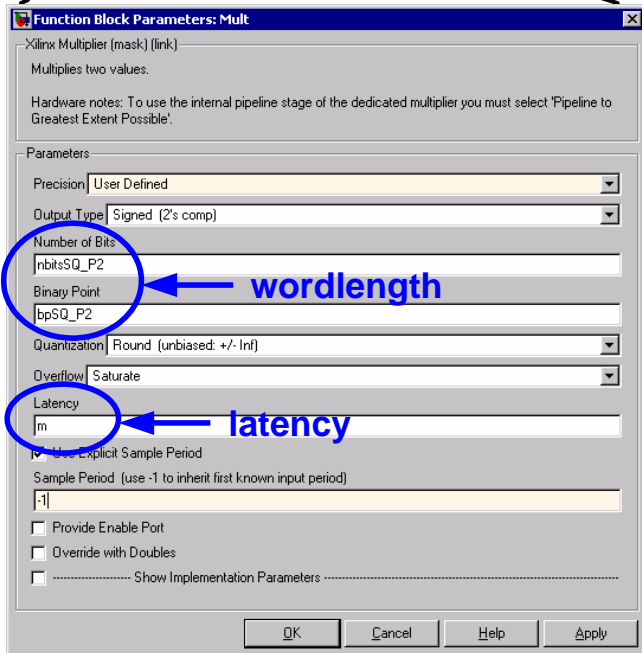 Function Block Parameters: Mult
Xilinx Multiplier (mask) (link)
Multiplies two values.
Hardware notes: To use the internal pipeline stage of the dedicated multiplier you must select 'Pipeline to
Greatest Extent Possible'.
Parameters
Precision User Defined
Output Type Signed (2's comp)
Number of Bits
nbitsSQ_P2
wordlength
Binary Point
bpSQ_P2
Quantization Round (unbiased: +/- Inf)
Overflow Saturate
Latency
m
latency
Use Explicit Sample Period
Sample Period (use -1 to inherit first known input period)
-1
Provide Enable Port
Override with Doubles
---------------------- Show Implementation Parameters ----------------------
OK Cancel Help Apply